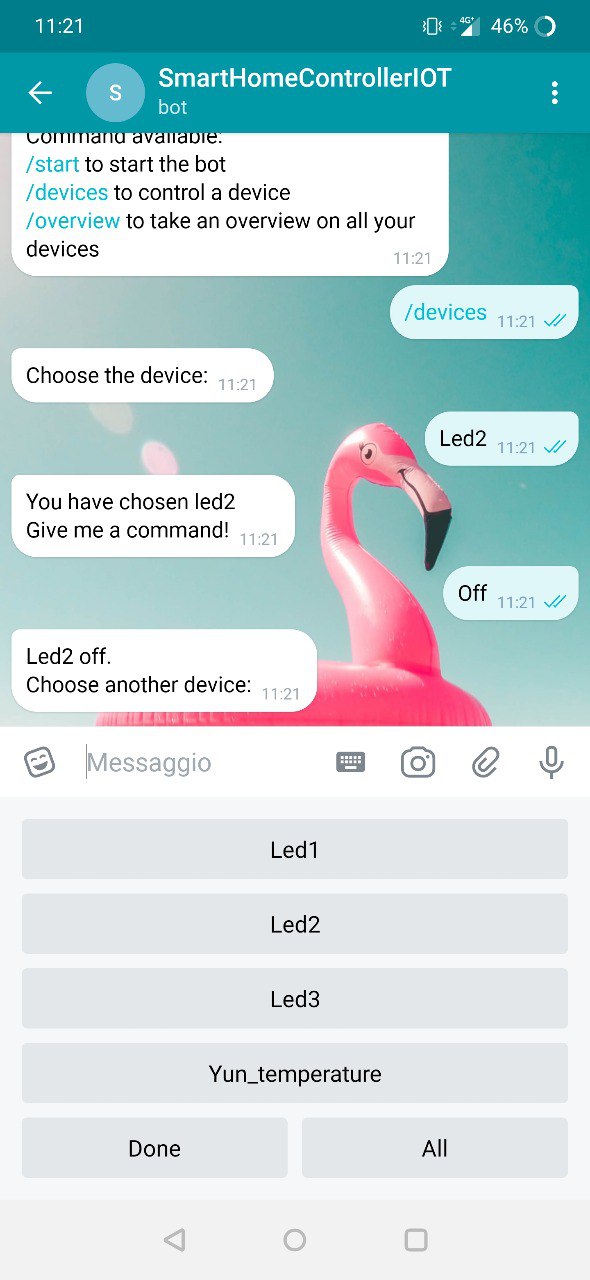 11:21
4G+ 46%
S
SmartHomeControllerIOT
bot
Command available:
/start to start the bot
/devices to control a device
/overview to take an overview on all your
devices
11:21
/devices 11:21
Choose the device: 11:21
Led2 11:21
You have chosen led2
Give me a command! 11:21
Off 11:21
Led2 off.
Choose another device: 11:21
Messaggio
Led1
Led2
Led3
Yun_temperature
Done
All